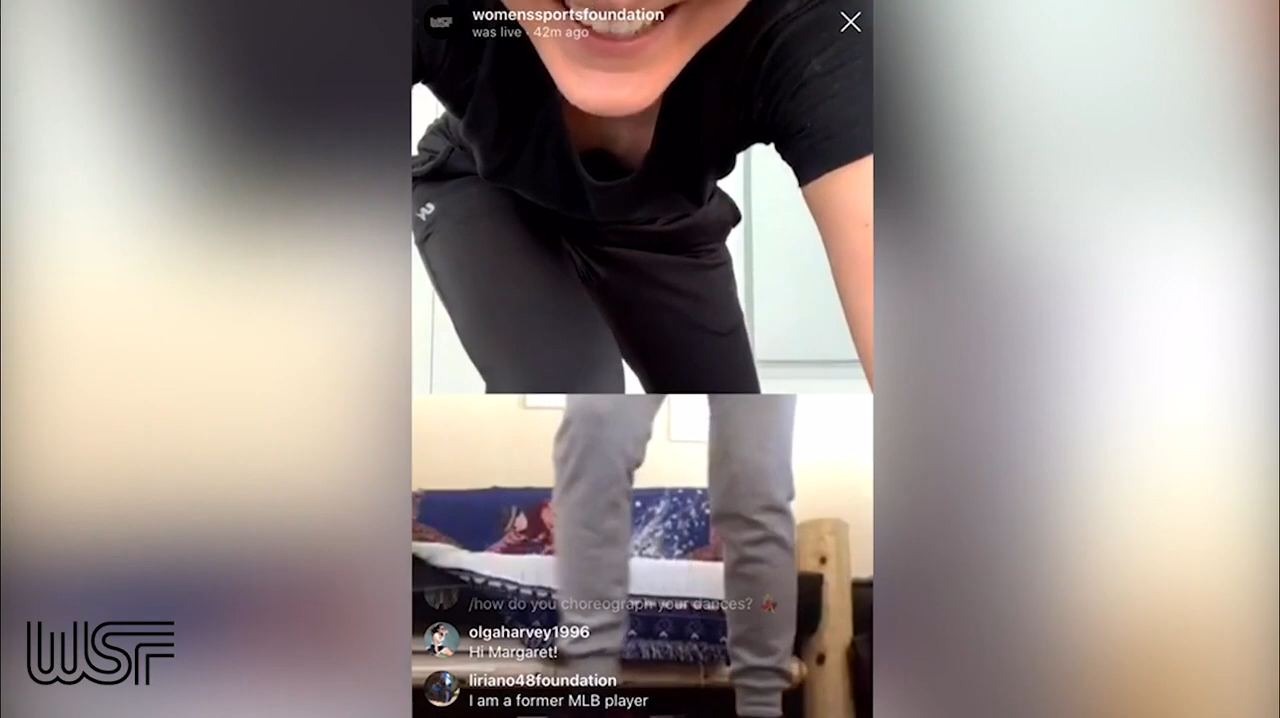 WSF
womenssportsfoundation
was live · 42m ago
/how do you choreograph your dances? 💃
olgaharvey1996
Hi Margaret!
liriano48foundation
I am a former MLB player
WSF